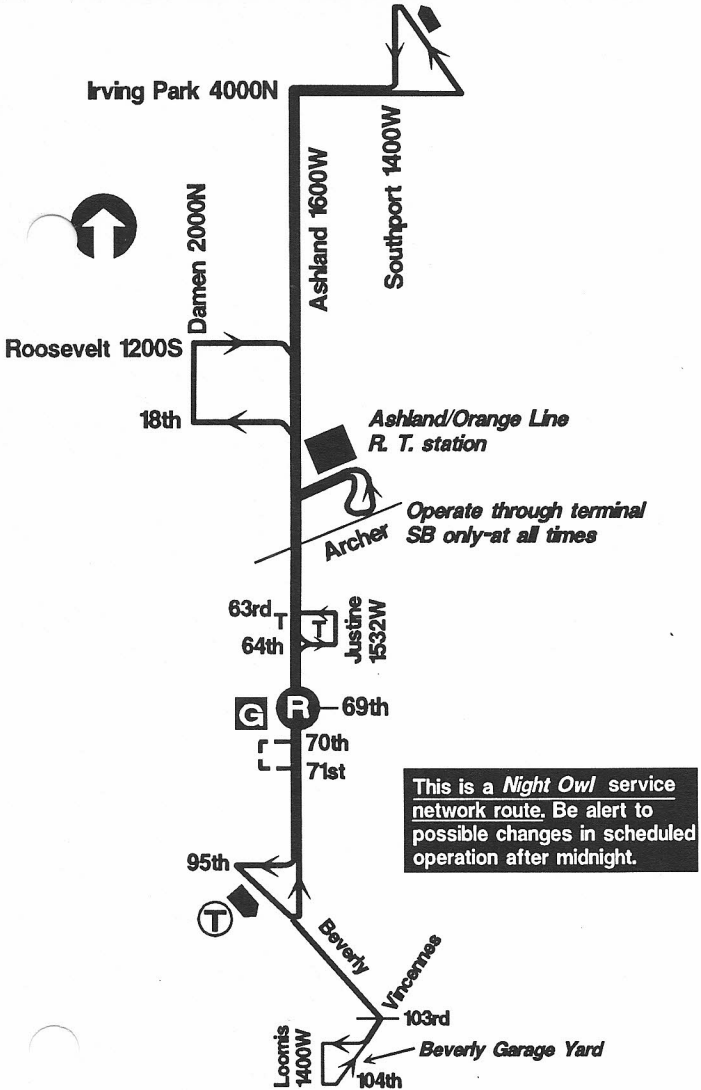 Irving Park 4000N
Southport 1400W
Ashland 1600W
Damen 2000N
Roosevelt 1200S
18th
Ashland/Orange Line
R. T. station
Operate through terminal
SB only-at all times
Archer
63rd
T
T
64th
Justine
1532W
G
R
69th
70th
71st
This is a Night Owl service
network route. Be alert to
possible changes in scheduled
operation after midnight.
95th
T
Beverly
Vincennes
103rd
Loomis
1400W
Beverly Garage Yard
104th